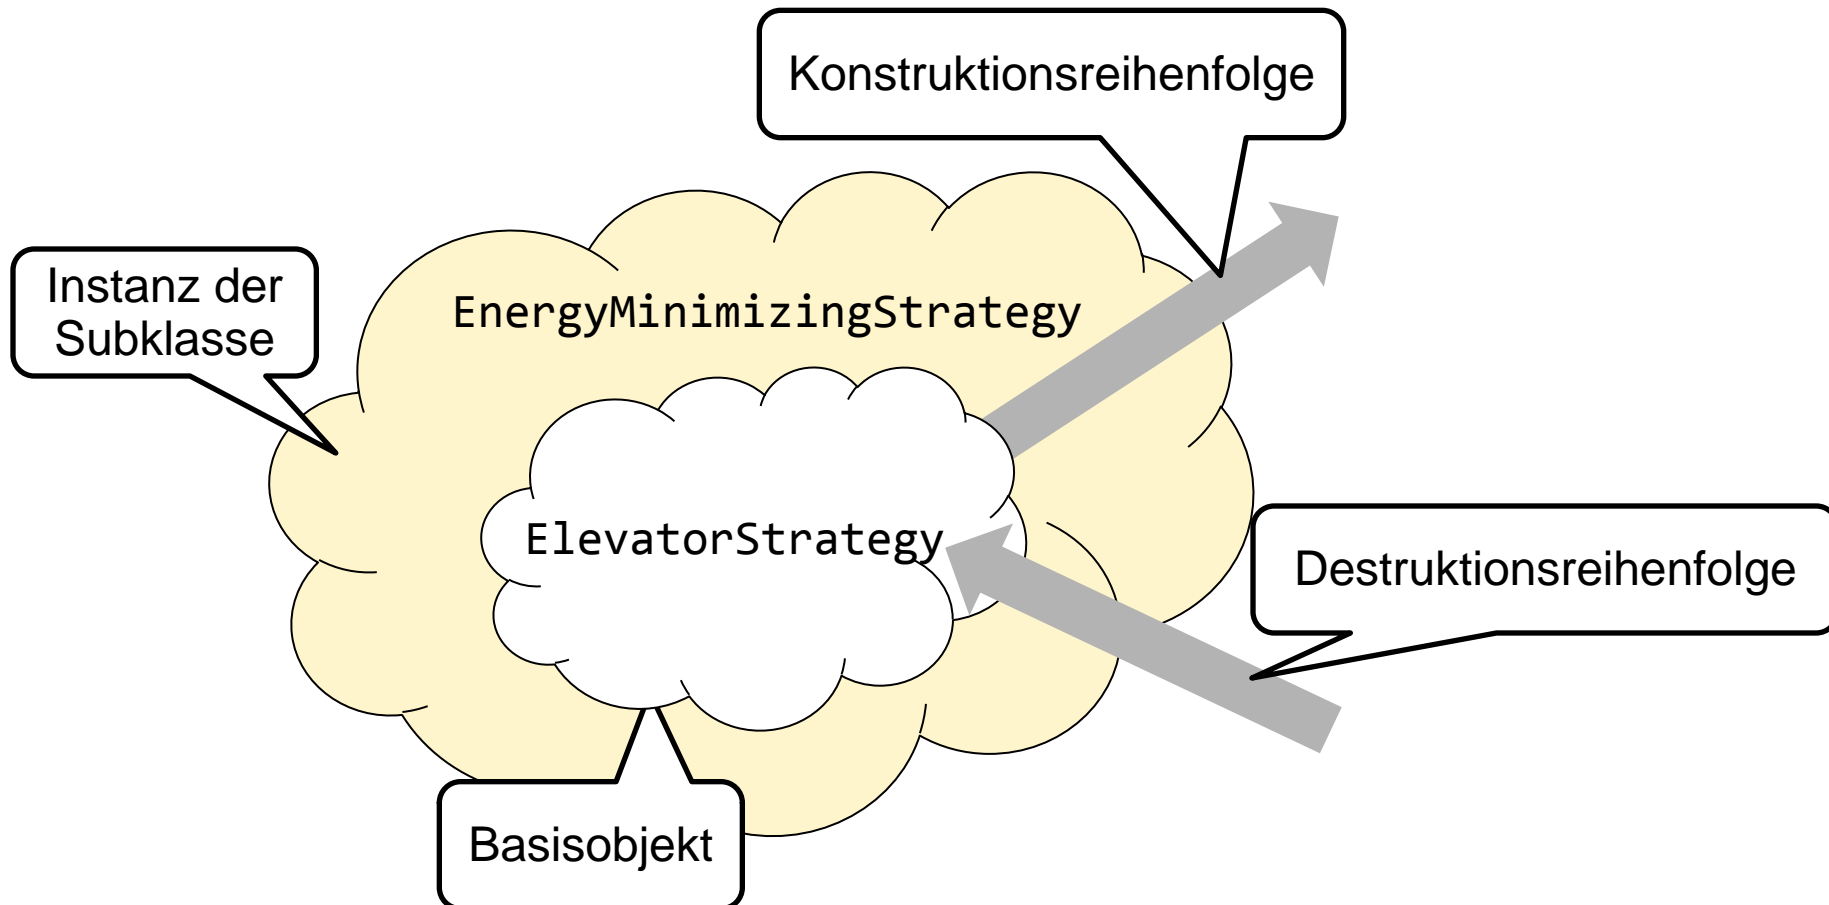 Konstruktionsreihenfolge
Instanz der
Subklasse
EnergyMinimizingStrategy
ElevatorStrategy
Destruktionsreihenfolge
Basisobjekt